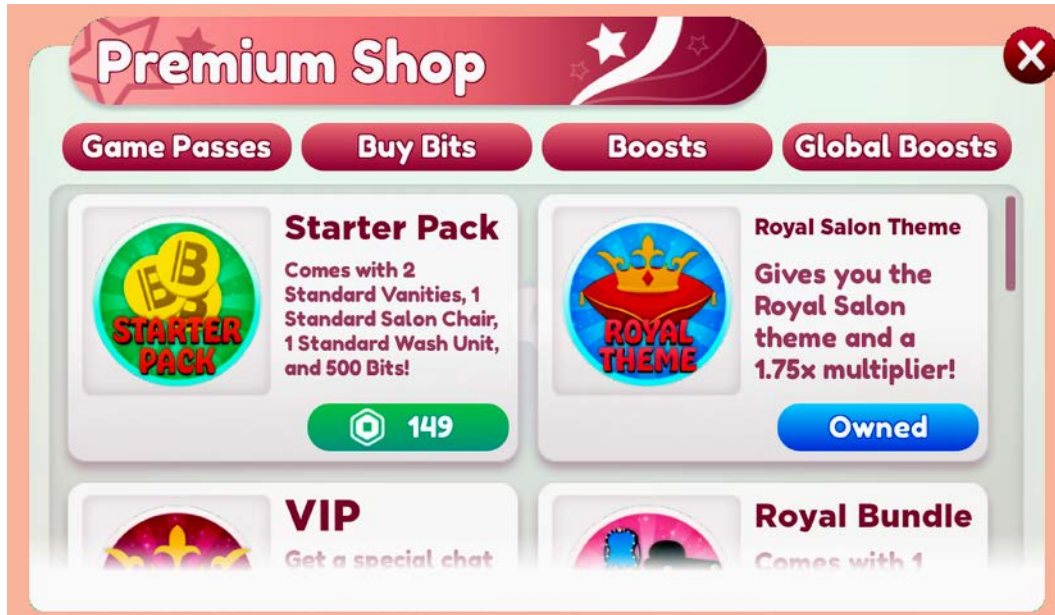 Premium Shop
Game Passes
Buy Bits
Boosts
Global Boosts
STARTER
PACK
Starter Pack
Comes with 2
Standard Vanities, 1
Standard Salon Chair,
1 Standard Wash Unit,
and 500 Bits!
149
ROYAL
THEME
Royal Salon Theme
Gives you the
Royal Salon
theme and a
1.75x multiplier!
Owned
VIP
Get a special chat
Royal Bundle
Comes with 1